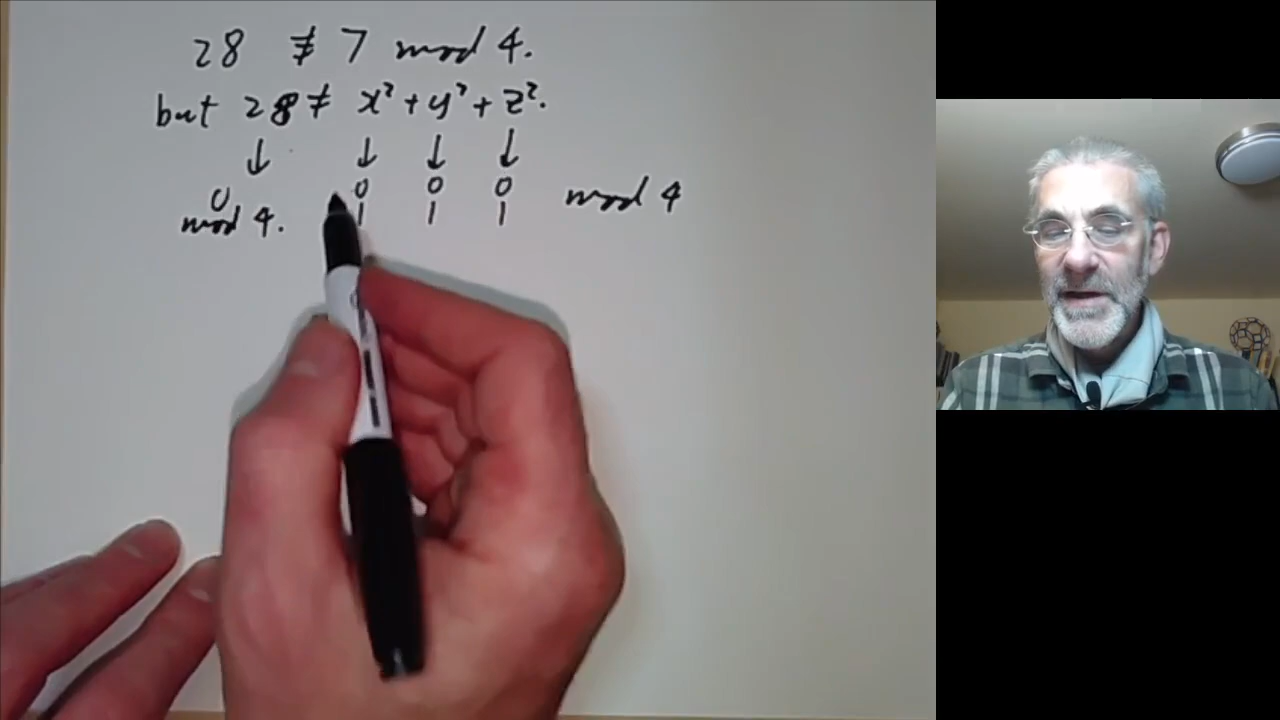 28 ≢ 7 mod 4.
but 28 ≠ x² + y² + z².
↓ ↓ ↓ ↓
0 0 0 0 mod 4
mod 4. 1 1 1